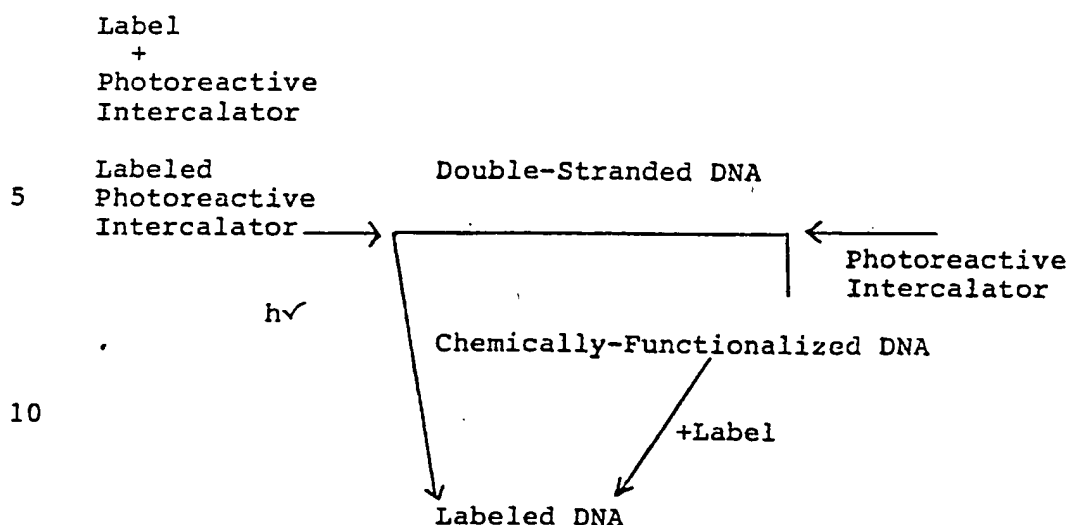 Label
+
Photoreactive
Intercalator
Labeled
5 Photoreactive
Intercalator
Double-Stranded DNA
Photoreactive
Intercalator
h✓
Chemically-Functionalized DNA
10
+Label
Labeled DNA